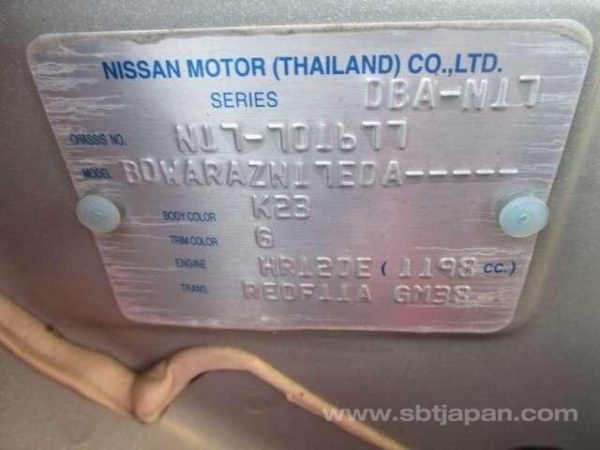 NISSAN MOTOR (THAILAND) CO.,LTD.
SERIES DBA-N17
CHASSIS NO. N17-701677
MODEL BDWARAZN17EDA-----
BODY COLOR K23
TRIM COLOR G
ENGINE HR12DE (1198 CC.)
TRANS RE0F11A GM38
www.sbtjapan.com